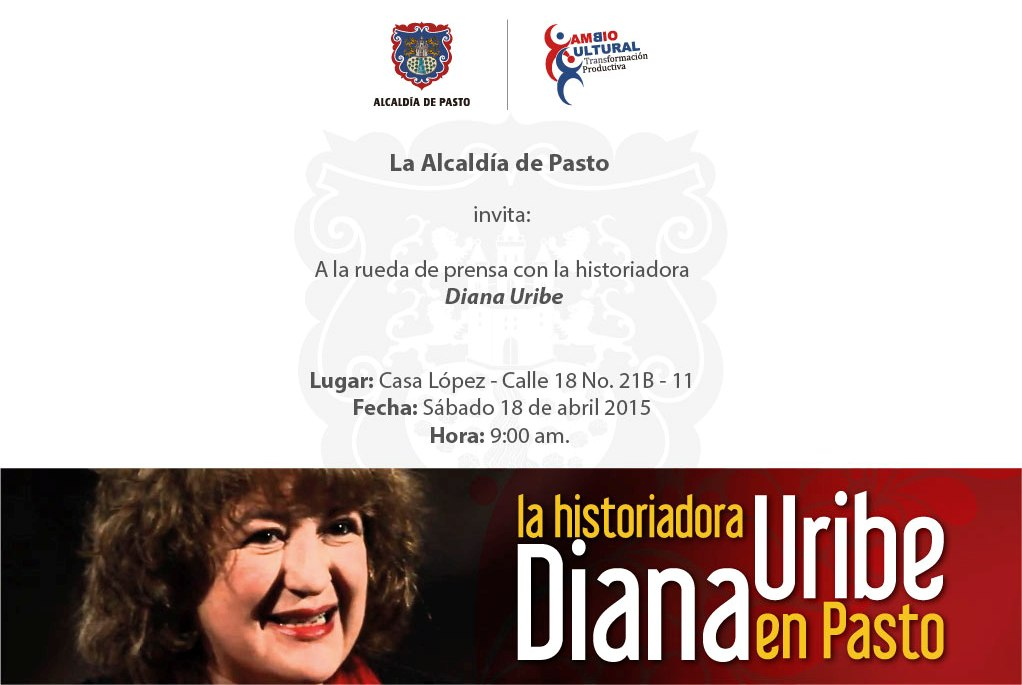 ALCALDÍA DE PASTO
CAMBIO
CULTURAL
Transformación
Productiva
La Alcaldía de Pasto
invita:
A la rueda de prensa con la historiadora
Diana Uribe
Lugar: Casa López - Calle 18 No. 21B - 11
Fecha: Sábado 18 de abril 2015
Hora: 9:00 am.
la historiadora
Diana Uribe
en Pasto